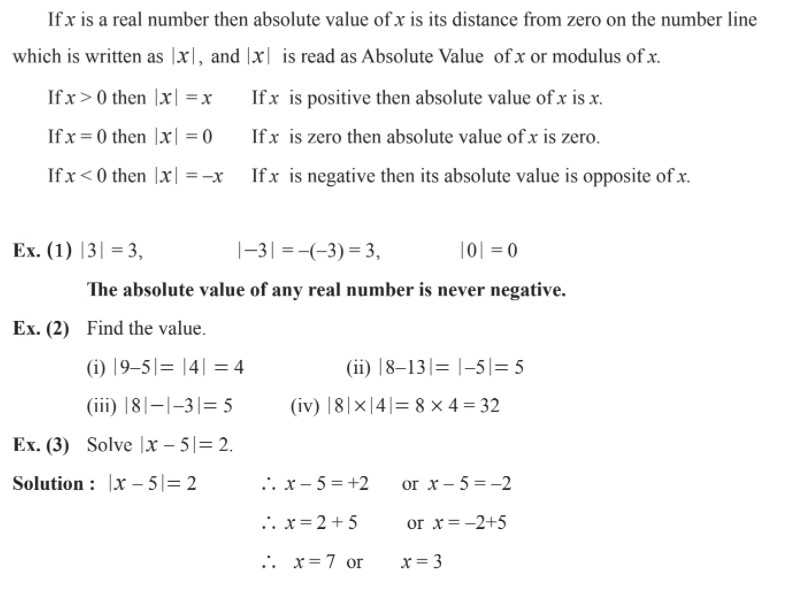 If x is a real number then absolute value of x is its distance from zero on the number line
which is written as |x|, and |x| is read as Absolute Value of x or modulus of x.
If x > 0 then |x| = x If x is positive then absolute value of x is x.
If x = 0 then |x| = 0 If x is zero then absolute value of x is zero.
If x < 0 then |x| = –x If x is negative then its absolute value is opposite of x.
Ex. (1) |3| = 3, |−3| = –(–3) = 3, |0| = 0
The absolute value of any real number is never negative.
Ex. (2) Find the value.
(i) |9–5|= |4| = 4 (ii) |8–13|= |–5|= 5
(iii) |8|−|–3|= 5 (iv) |8|×|4|= 8 × 4 = 32
Ex. (3) Solve |x – 5|= 2.
Solution : |x – 5|= 2 ∴ x – 5 = +2 or x – 5 = –2
∴ x = 2 + 5 or x = –2+5
∴ x = 7 or x = 3